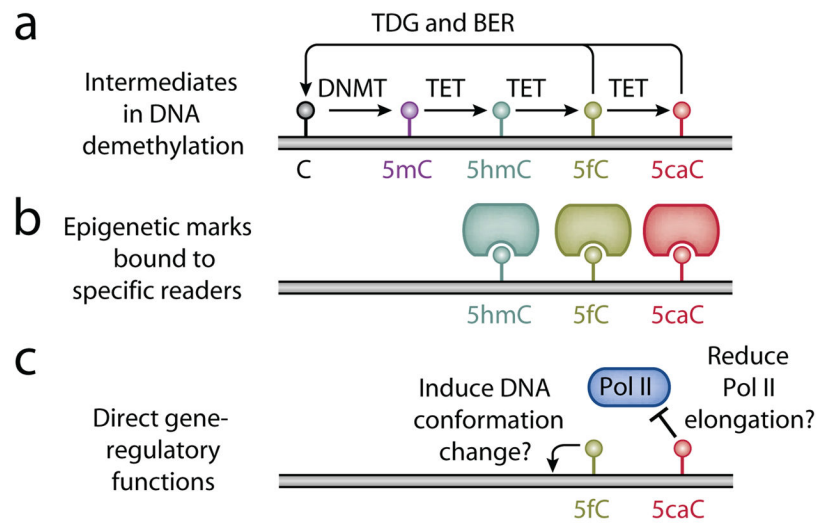 a
TDG and BER
Intermediates
in DNA
demethylation
DNMT TET TET TET
C 5mC 5hmC 5fC 5caC
b
Epigenetic marks
bound to
specific readers
5hmC 5fC 5caC
c
Direct gene-
regulatory
functions
Induce DNA
conformation
change?
Pol II
Reduce
Pol II
elongation?
5fC 5caC